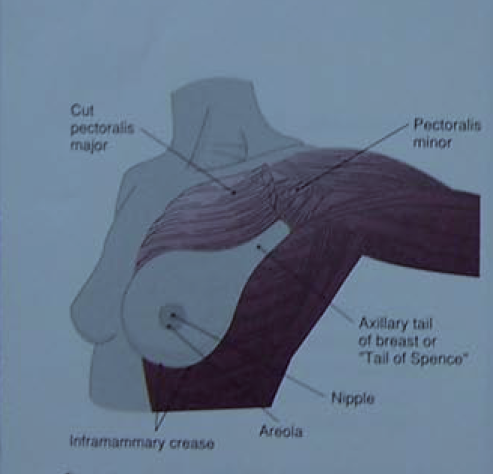 Cut
pectoralis
major
Pectoralis
minor
Axillary tail
of breast or
"Tail of Spence"
Nipple
Areola
Inframammary crease